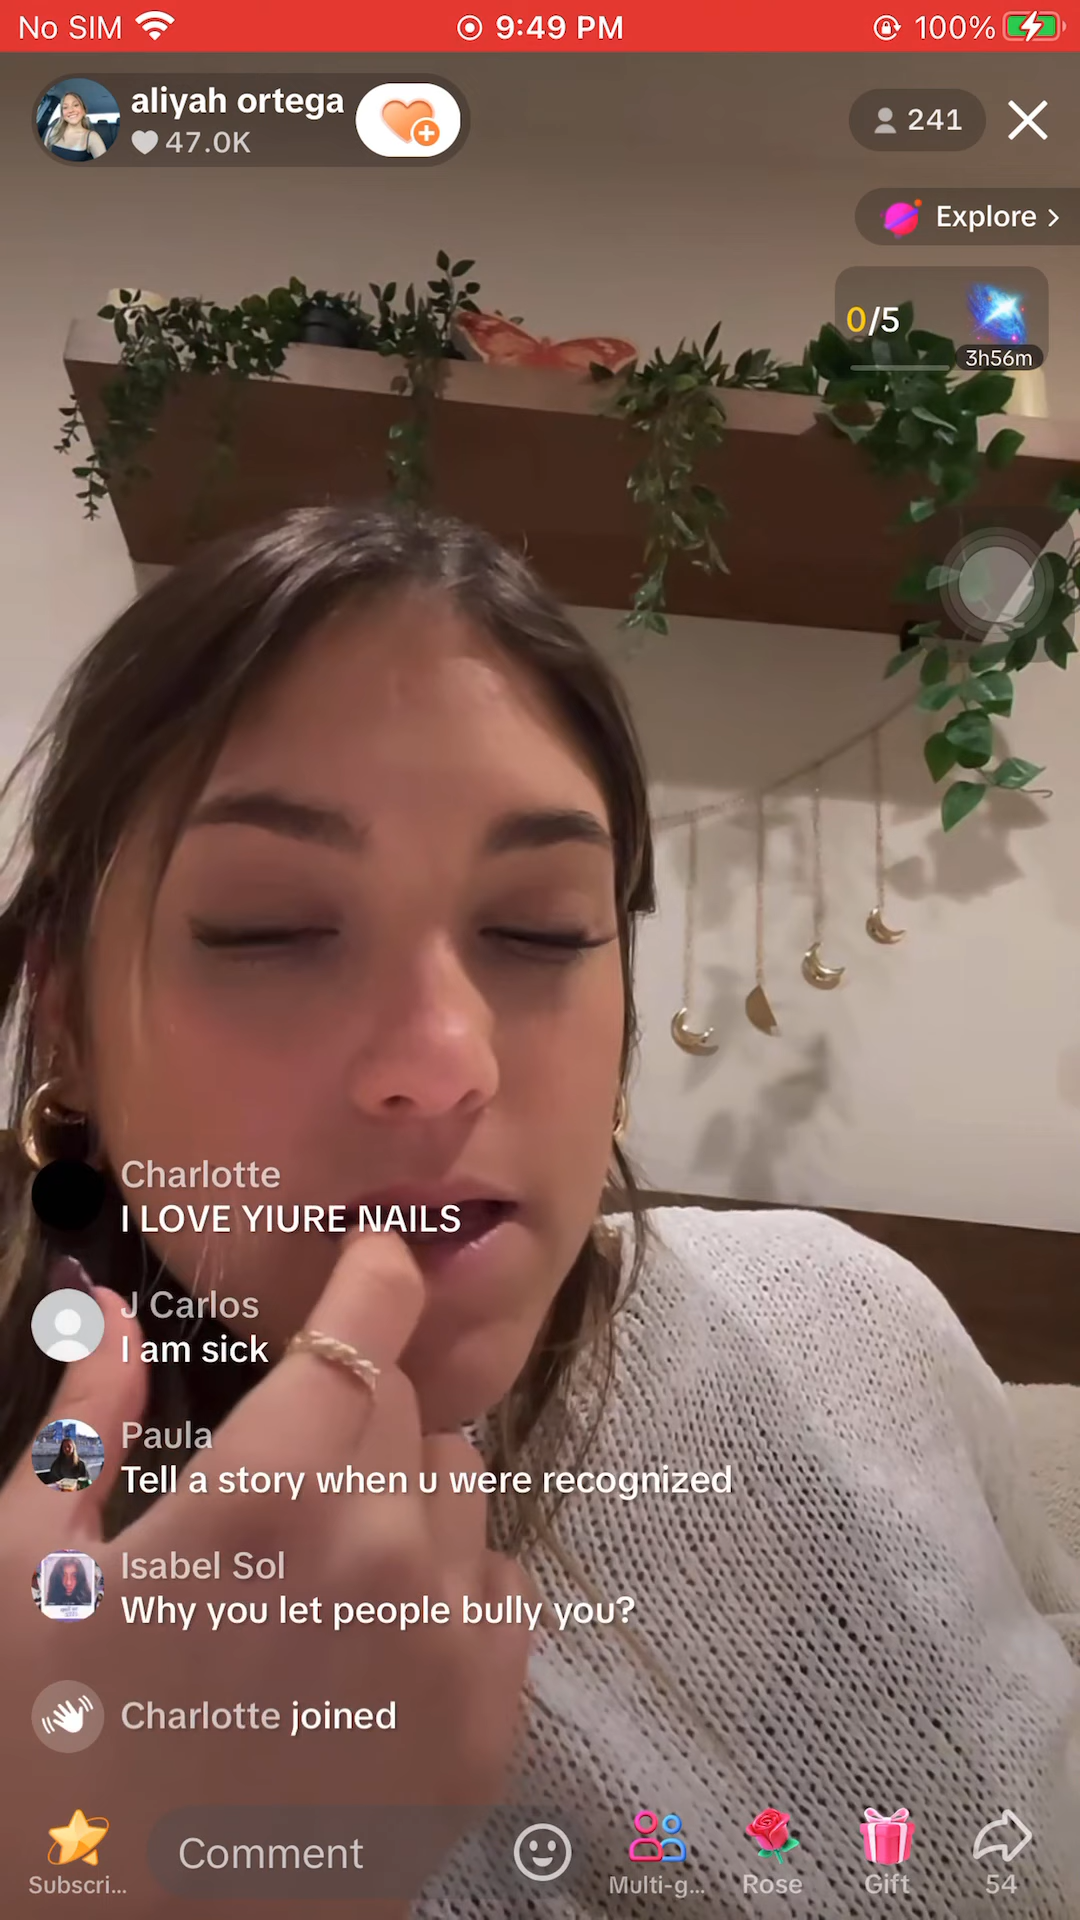 No SIM 9:49 PM 100%
aliyah ortega
47.0K
241
Explore >
0/5
3h56m
Charlotte
I LOVE YIURE NAILS
J Carlos
I am sick
Paula
Tell a story when u were recognized
Isabel Sol
Why you let people bully you?
Charlotte joined
Comment
Subscri...
Multi-g...
Rose
Gift
54